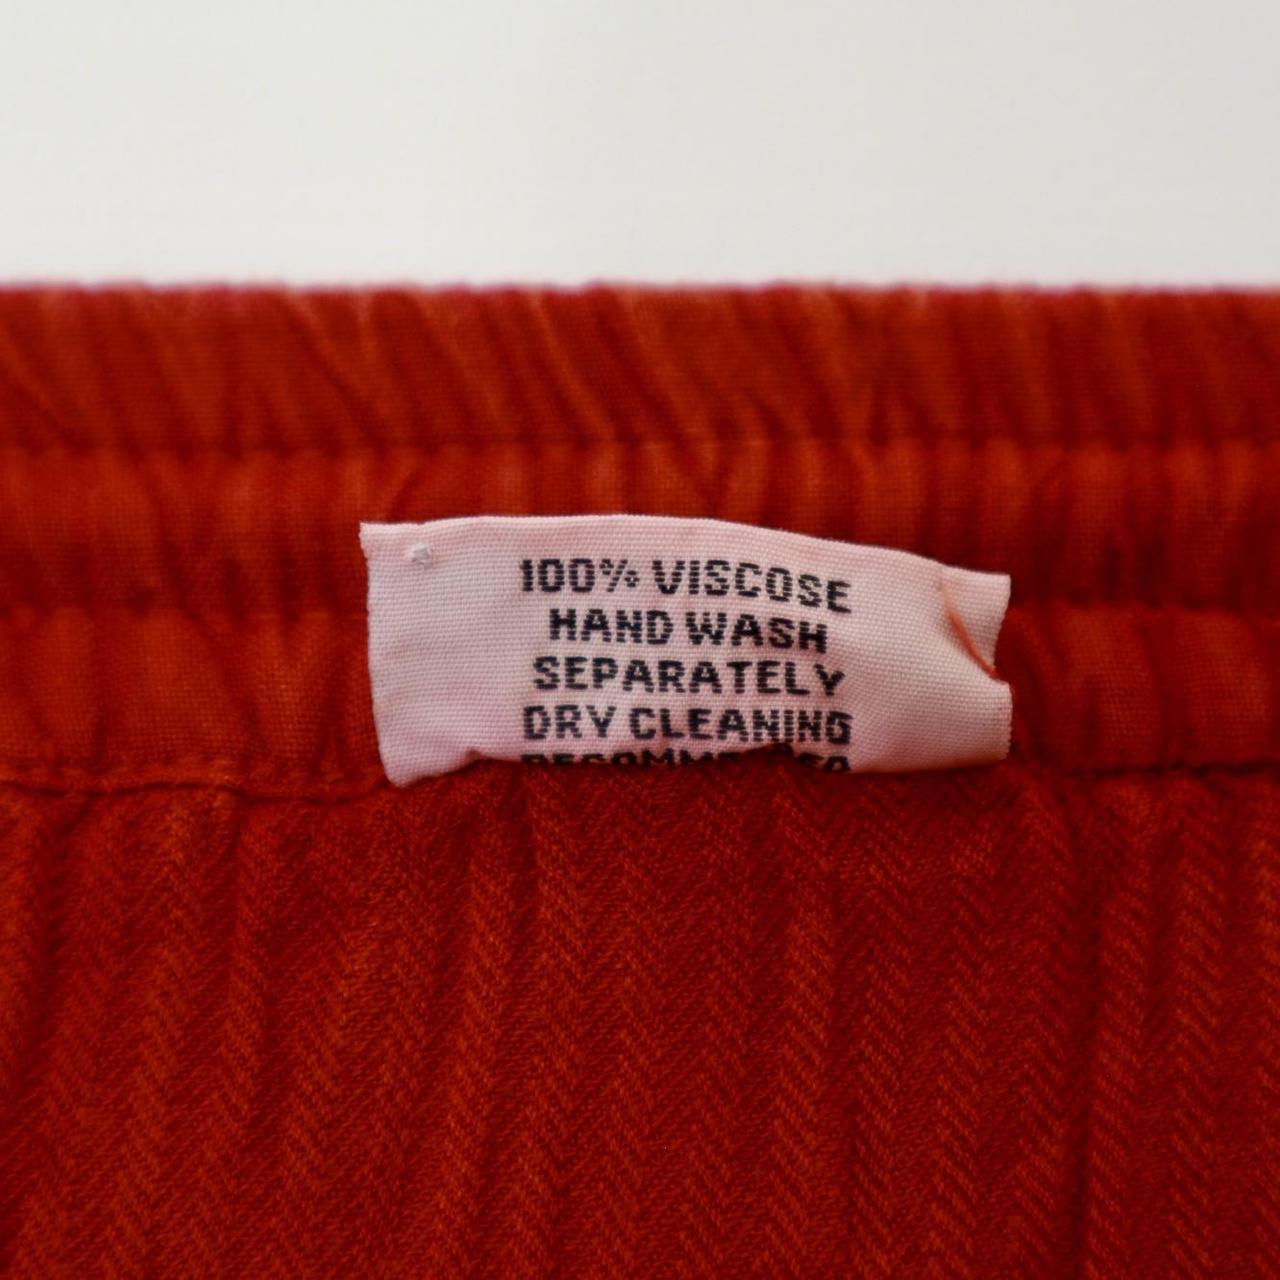 100% VISCOSE
HAND WASH
SEPARATELY
DRY CLEANING